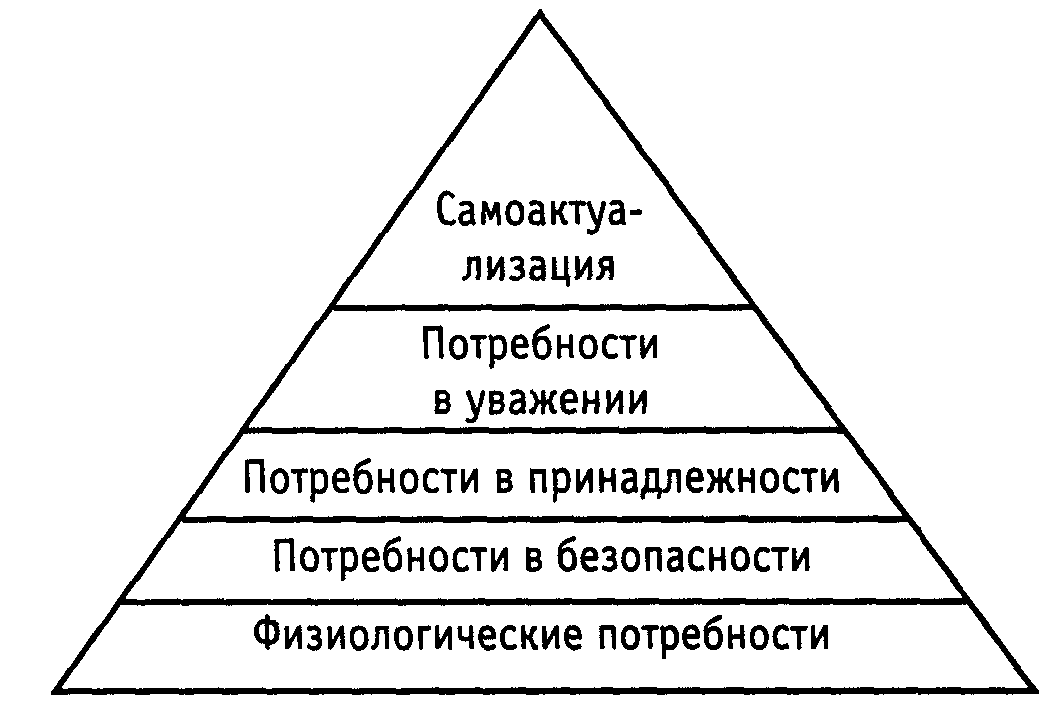 Самоактуа-
лизация
Потребности
в уважении
Потребности в принадлежности
Потребности в безопасности
Физиологические потребности